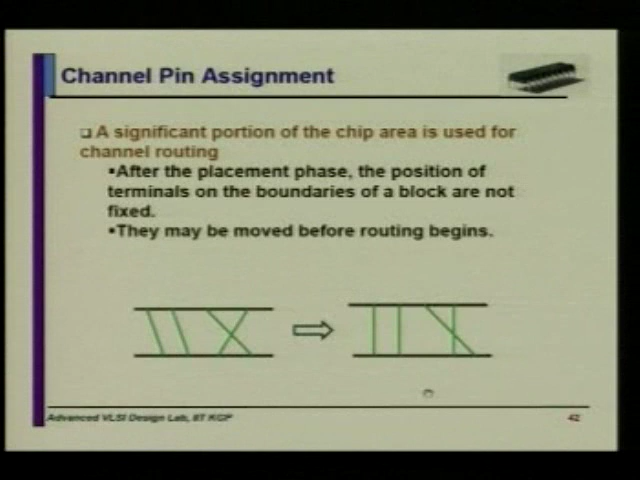 Channel Pin Assignment
A significant portion of the chip area is used for
channel routing
▪After the placement phase, the position of
terminals on the boundaries of a block are not
fixed.
▪They may be moved before routing begins.
Advanced VLSI Design Lab, IIT KGP
42